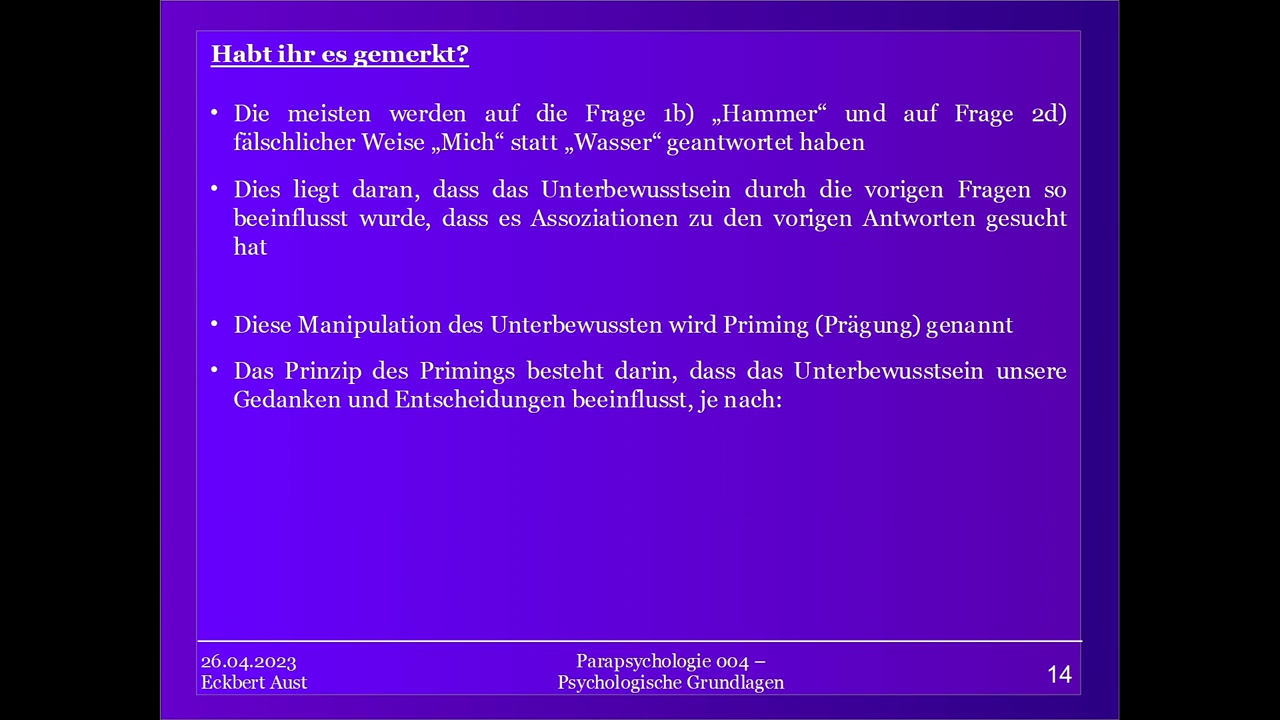 Habt ihr es gemerkt?
• Die meisten werden auf die Frage 1b) „Hammer“ und auf Frage 2d)
fälschlicher Weise „Mich“ statt „Wasser“ geantwortet haben
• Dies liegt daran, dass das Unterbewusstsein durch die vorigen Fragen so
beeinflusst wurde, dass es Assoziationen zu den vorigen Antworten gesucht
hat
• Diese Manipulation des Unterbewussten wird Priming (Prägung) genannt
• Das Prinzip des Primings besteht darin, dass das Unterbewusstsein unsere
Gedanken und Entscheidungen beeinflusst, je nach:
26.04.2023
Eckbert Aust
Parapsychologie 004 –
Psychologische Grundlagen
14